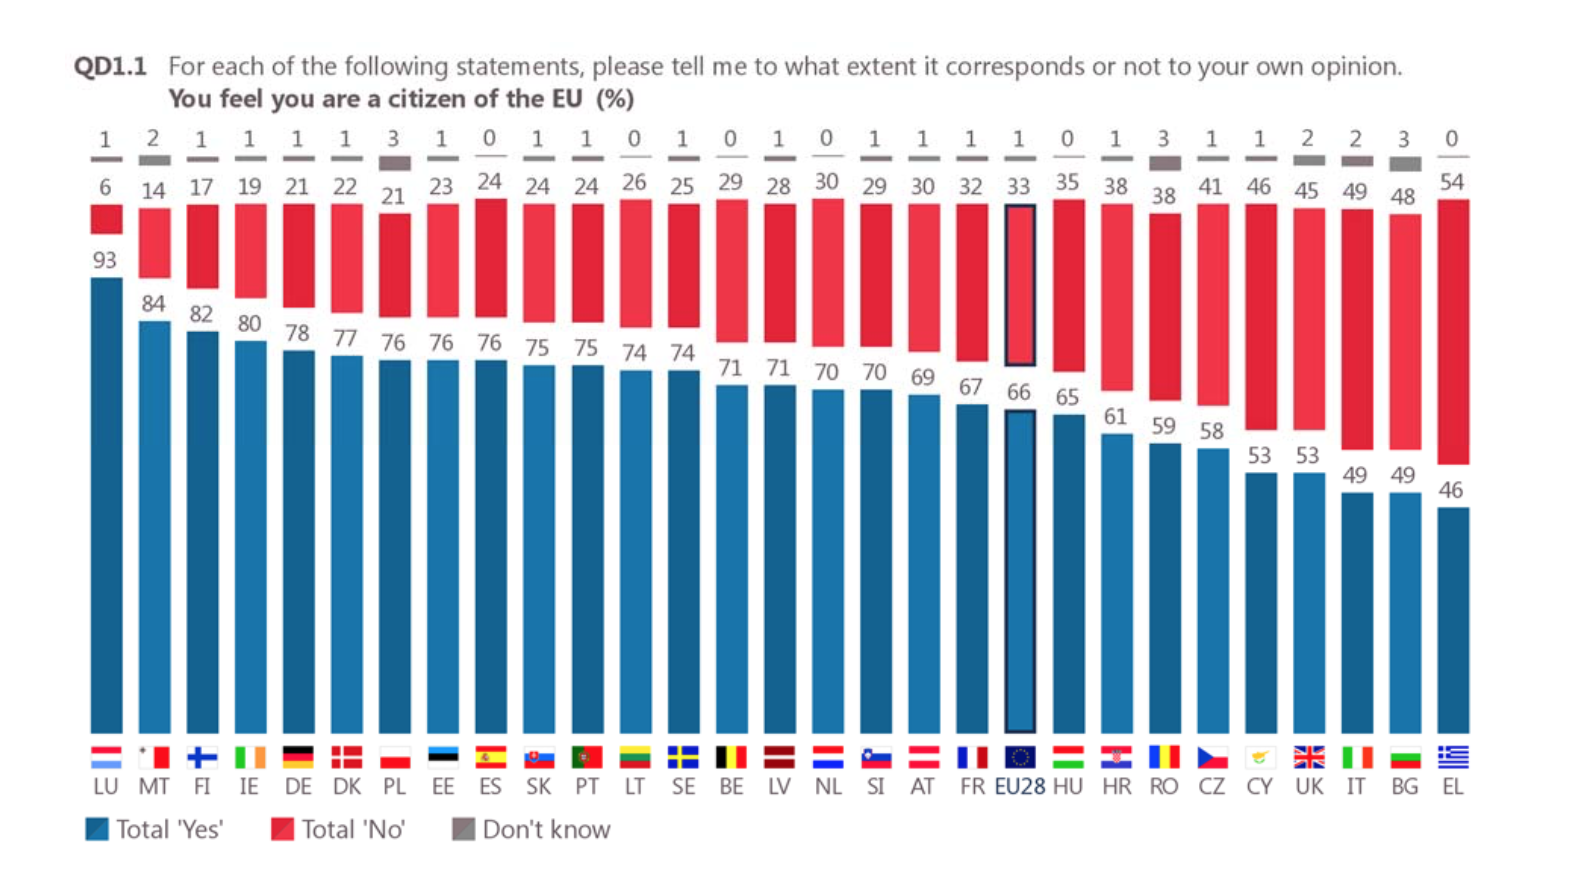 QD1.1 For each of the following statements, please tell me to what extent it corresponds or not to your own opinion.
You feel you are a citizen of the EU (%)
1 2 1 1 1 1 3 1 0 1 1 0 1 0 1 0 1 1 1 1 0 1 3 1 1 2 2 3 0
6 14 17 19 21 22 21 23 24 24 24 26 25 29 28 30 29 30 32 33 35 38 38 41 46 45 49 48 54
93 84 82 80 78 77 76 76 76 75 75 74 74 71 71 70 70 69 67 66 65 61 59 58 53 53 49 49 46
LU MT FI IE DE DK PL EE ES SK PT LT SE BE LV NL SI AT FR EU28 HU HR RO CZ CY UK IT BG EL
Total 'Yes' Total 'No' Don't know